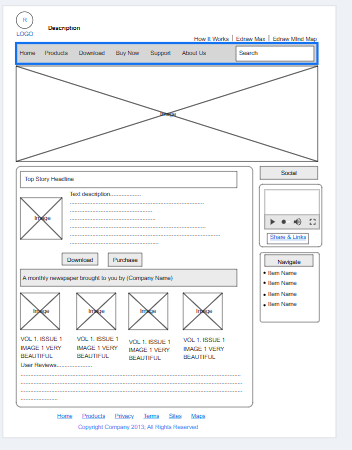 R
LOGO
Description
How It Works | Edraw Max | Edraw Mind Map
Home Products Download Buy Now Support About Us Search
Image
Top Story Headline
Social
Text description....................
Image
Share & Links
Download Purchase
Navigate
A monthly newspaper brought to you by (Company Name)
Item Name
Item Name
Item Name
Item Name
Image Image Image Image
VOL 1. ISSUE 1 VOL 1. ISSUE 1 VOL 1. ISSUE 1 VOL 1. ISSUE 1
IMAGE 1 VERY IMAGE 1 VERY IMAGE 1 VERY IMAGE 1 VERY
BEAUTIFUL BEAUTIFUL BEAUTIFUL BEAUTIFUL
User Reviews........................
Home Products Privacy Terms Sites Maps
Copyright Company 2013, All Rights Reserved